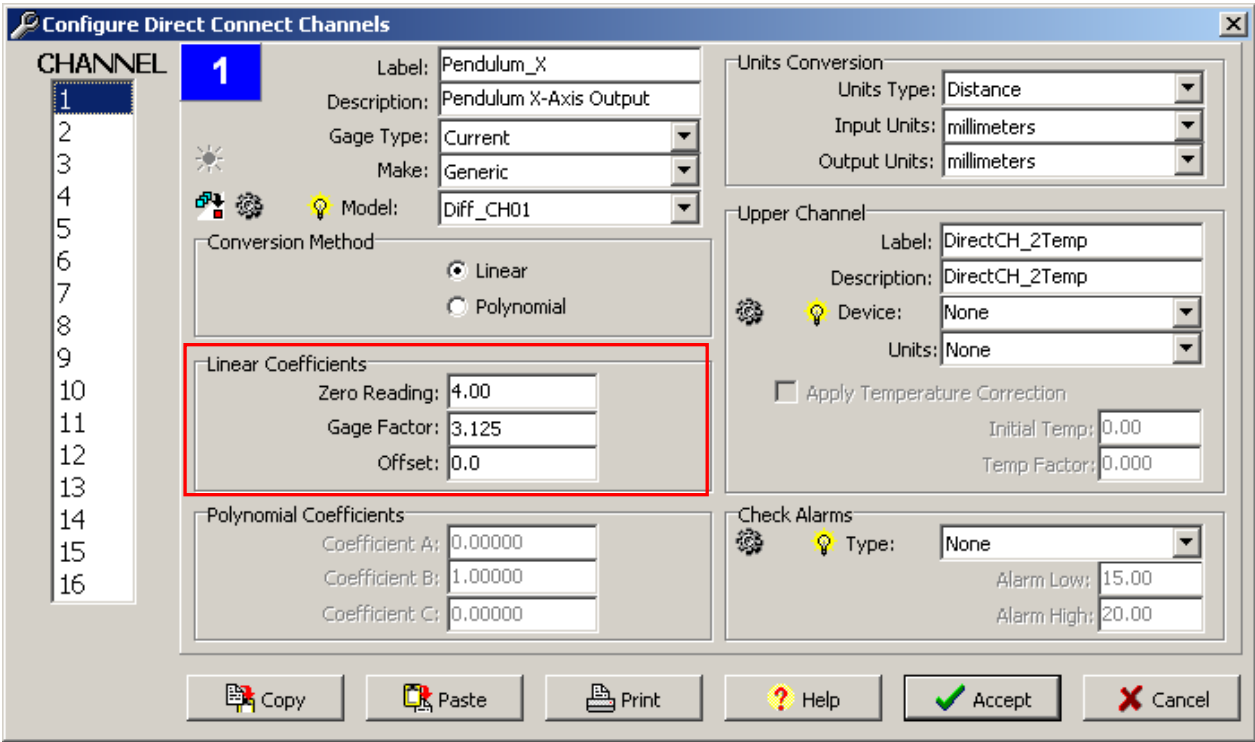 Configure Direct Connect Channels
CHANNEL
1
2
3
4
5
6
7
8
9
10
11
12
13
14
15
16
1
Label: Pendulum_X
Description: Pendulum X-Axis Output
Gage Type: Current
Make: Generic
Model: Diff_CH01
Conversion Method
Linear
Polynomial
Linear Coefficients
Zero Reading: 4.00
Gage Factor: 3.125
Offset: 0.0
Polynomial Coefficients
Coefficient A: 0.00000
Coefficient B: 1.00000
Coefficient C: 0.00000
Units Conversion
Units Type: Distance
Input Units: millimeters
Output Units: millimeters
Upper Channel
Label: DirectCH_2Temp
Description: DirectCH_2Temp
Device: None
Units: None
Apply Temperature Correction
Initial Temp: 0.00
Temp Factor: 0.000
Check Alarms
Type: None
Alarm Low: 15.00
Alarm High: 20.00
Copy Paste Print ? Help Accept Cancel